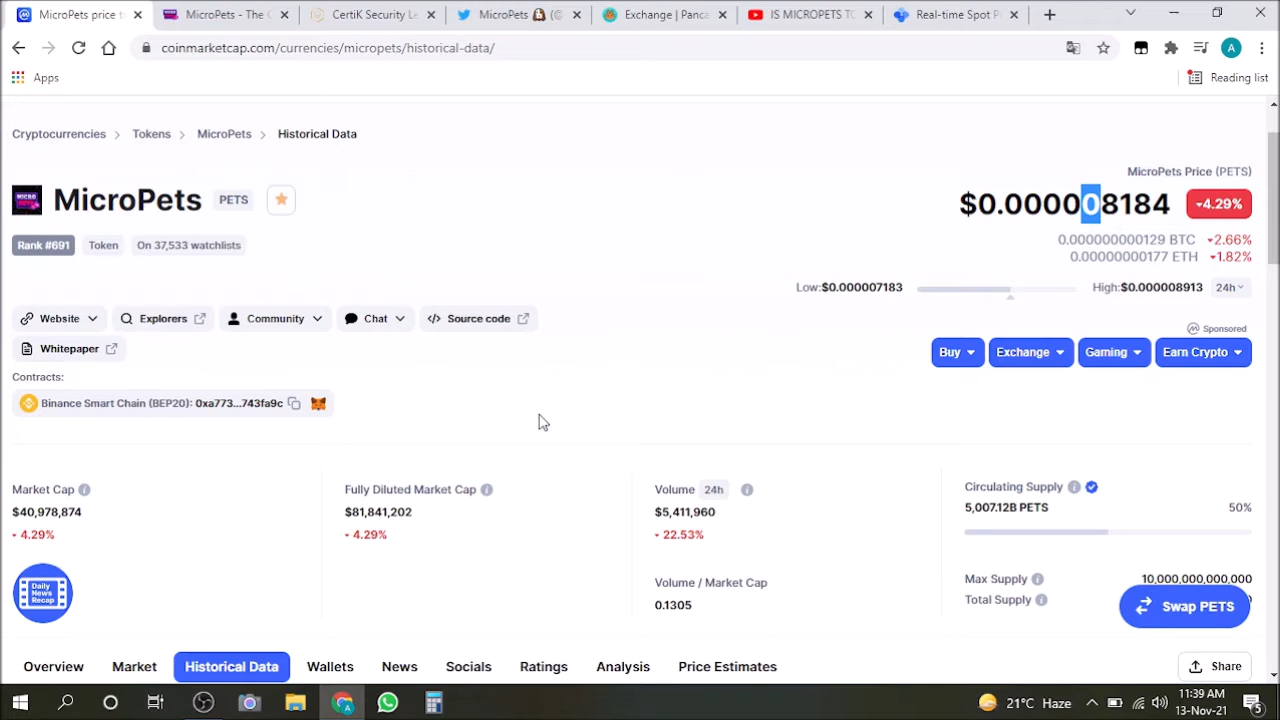 MicroPets price t
MicroPets - The C
CertiK Security Le
MicroPets
Exchange | Panca
IS MICROPETS TO
Real-time Spot P
coinmarketcap.com/currencies/micropets/historical-data/
A
Apps
Reading list
Cryptocurrencies > Tokens > MicroPets > Historical Data
MicroPets Price (PETS)
MicroPets PETS
$0.000008184 4.29%
Rank #691 Token On 37,533 watchlists
0.000000000129 BTC 2.66%
0.00000000177 ETH 1.82%
Low:$0.000007183 High:$0.000008913 24h
Website Explorers Community Chat Source code
Sponsored
Whitepaper
Buy Exchange Gaming Earn Crypto
Contracts:
Binance Smart Chain (BEP20): 0xa773...743fa9c
Market Cap
$40,978,874
4.29%
Fully Diluted Market Cap
$81,841,202
4.29%
Volume 24h
$5,411,960
22.53%
Volume / Market Cap
0.1305
Circulating Supply
5,007.12B PETS 50%
Max Supply 10,000,000,000,000
Total Supply
Daily
News
Recap
Swap PETS
Overview Market Historical Data Wallets News Socials Ratings Analysis Price Estimates Share
21°C Haze
11:39 AM
13-Nov-21
5